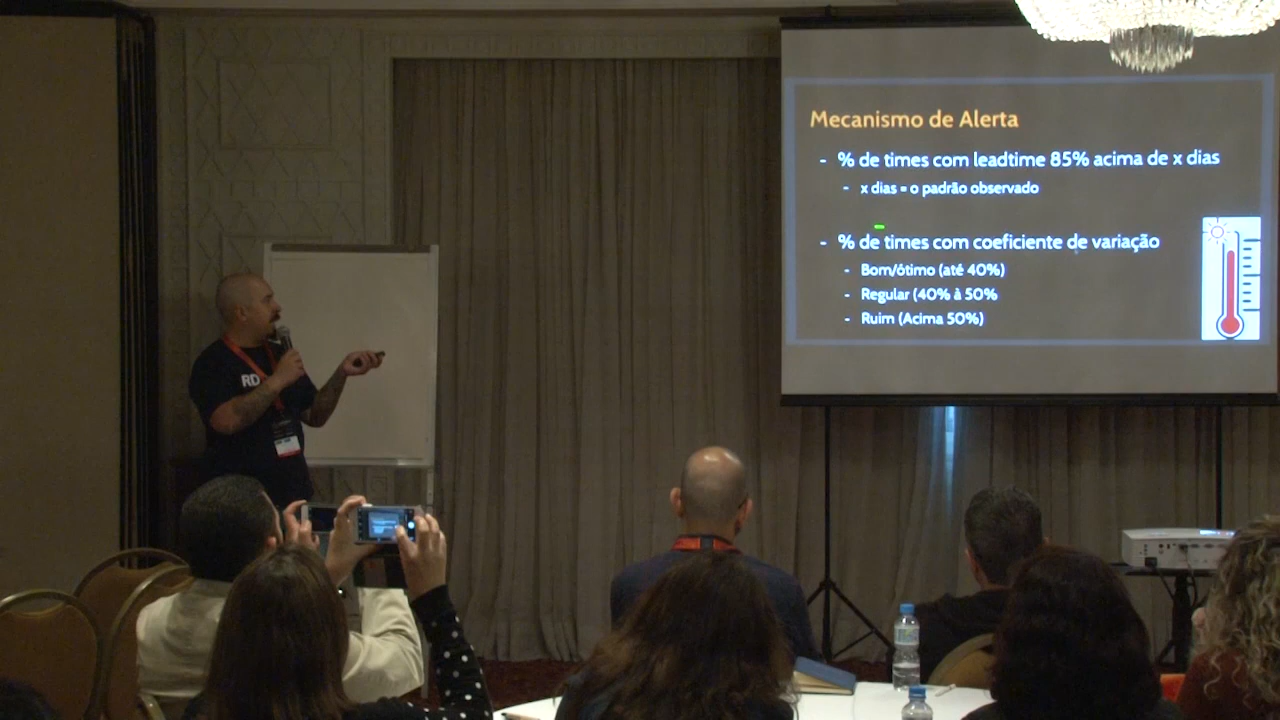 Mecanismo de Alerta
- % de times com leadtime 85% acima de x dias
- x dias = o padrão observado
- % de times com coeficiente de variação
- Bom/ótimo (até 40%)
- Regular (40% à 50%
- Ruim (Acima 50%)
RD